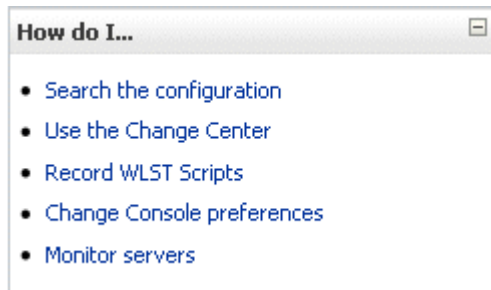 How do I...
Search the configuration
Use the Change Center
Record WLST Scripts
Change Console preferences
Monitor servers